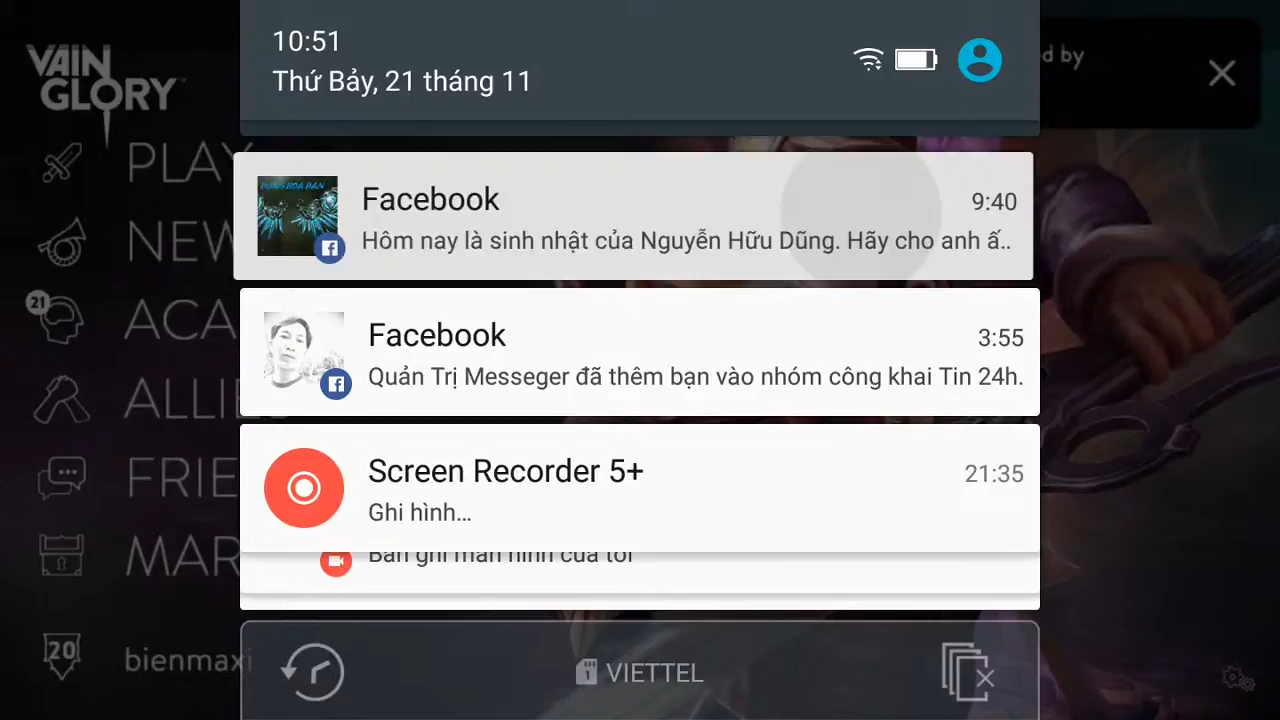 10:51
Thứ Bảy, 21 tháng 11
d by
VAIN
GLORY
PLAY
Facebook
9:40
Hôm nay là sinh nhật của Nguyễn Hữu Dũng. Hãy cho anh ấ..
NEW
21
ACA
Facebook
3:55
Quản Trị Messeger đã thêm bạn vào nhóm công khai Tin 24h.
ALLIE
FRIE
Screen Recorder 5+
21:35
Ghi hình...
MAR
Bản ghi màn hình của tôi
20
bienmaxi
1
VIETTEL